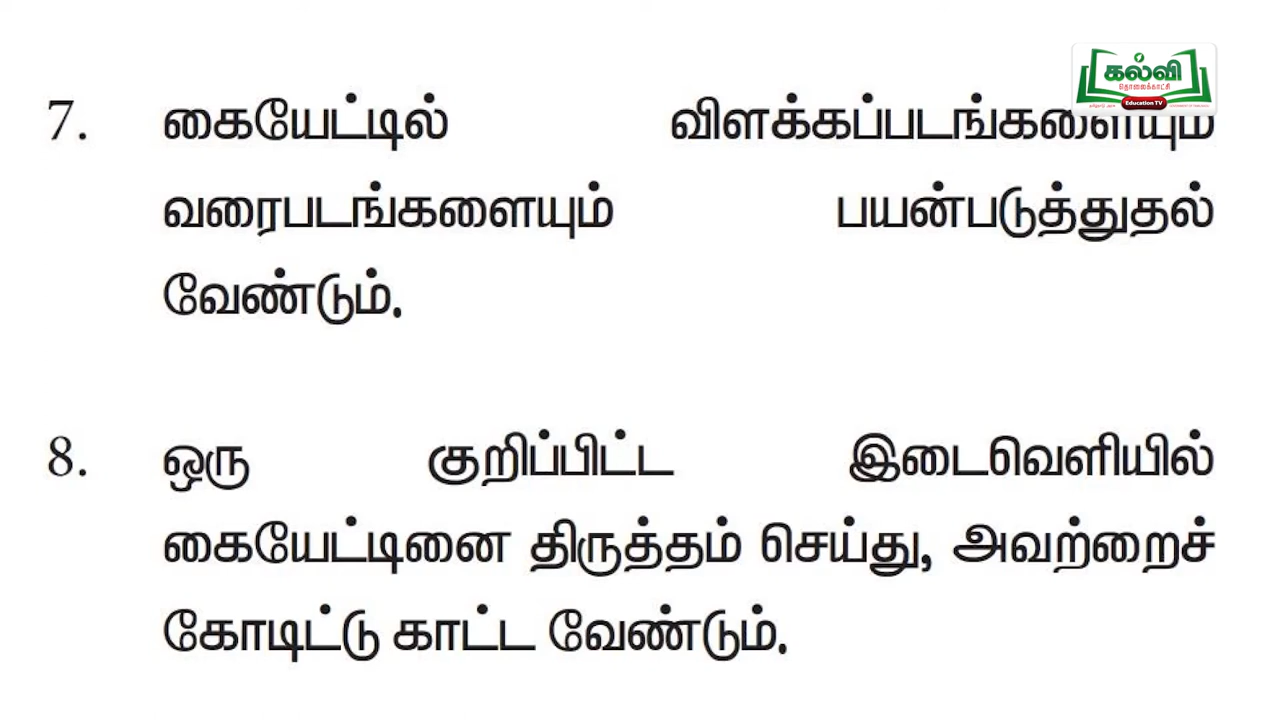 கல்வி
தொலைக்காட்சி
Education TV
7. கையேட்டில் விளக்கப்படங்களையும்
வரைபடங்களையும் பயன்படுத்துதல்
வேண்டும்.
8. ஒரு குறிப்பிட்ட இடைவெளியில்
கையேட்டினை திருத்தம் செய்து, அவற்றைச்
கோடிட்டு காட்ட வேண்டும்.